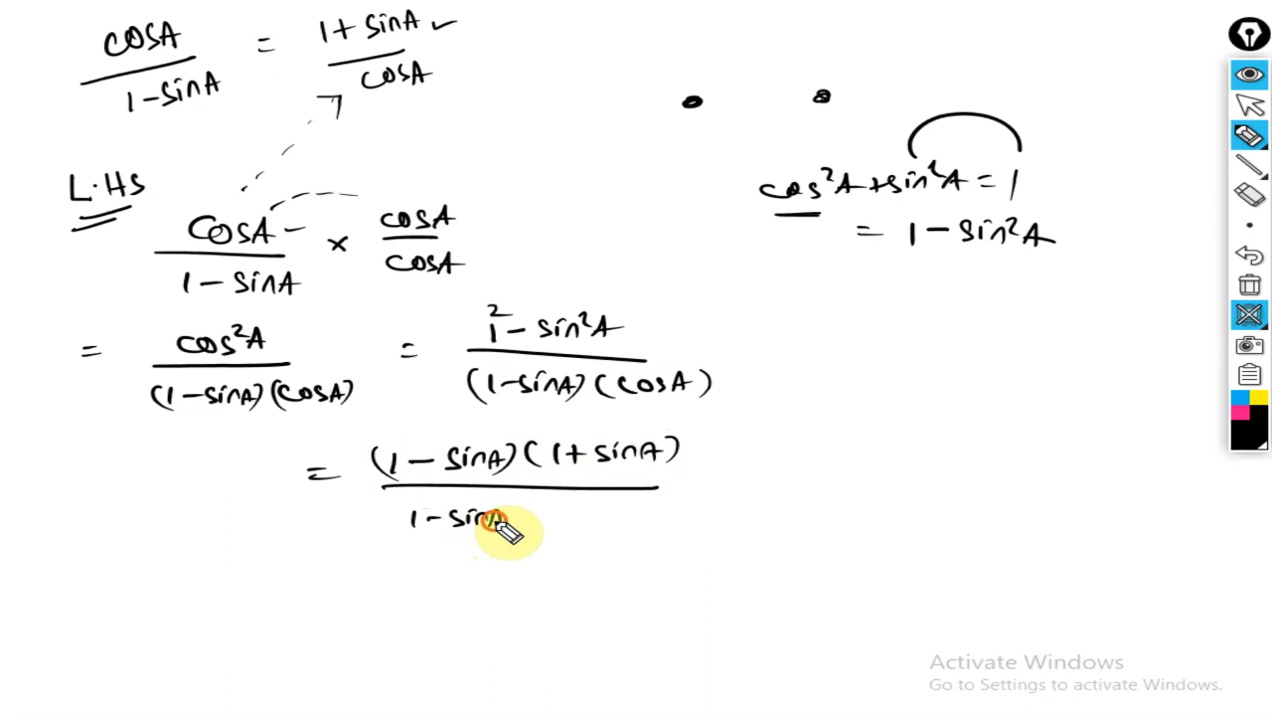 cosA / 1-sinA = 1+sinA / cosA
L.HS
cosA / 1-sinA × cosA / cosA
cos²A+sin²A = 1
= 1-sin²A
= cos²A / (1-sinA)(cosA) = 1²-sin²A / (1-sinA)(cosA)
= (1-sinA)(1+sinA) / 1-sinA
Activate Windows
Go to Settings to activate Windows.